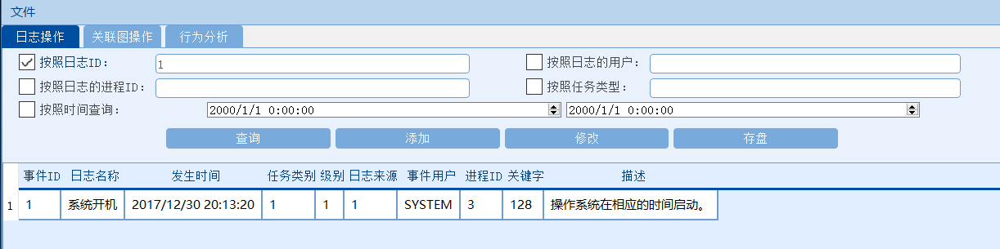 文件
日志操作 关联图操作 行为分析
按照日志ID： 1 按照日志的用户：
按照日志的进程ID： 按照任务类型：
按照时间查询： 2000/1/1 0:00:00 2000/1/1 0:00:00
查询 添加 修改 存盘
事件ID 日志名称 发生时间 任务类别 级别 日志来源 事件用户 进程ID 关键字 描述
1 1 系统开机 2017/12/30 20:13:20 1 1 1 SYSTEM 3 128 操作系统在相应的时间启动。